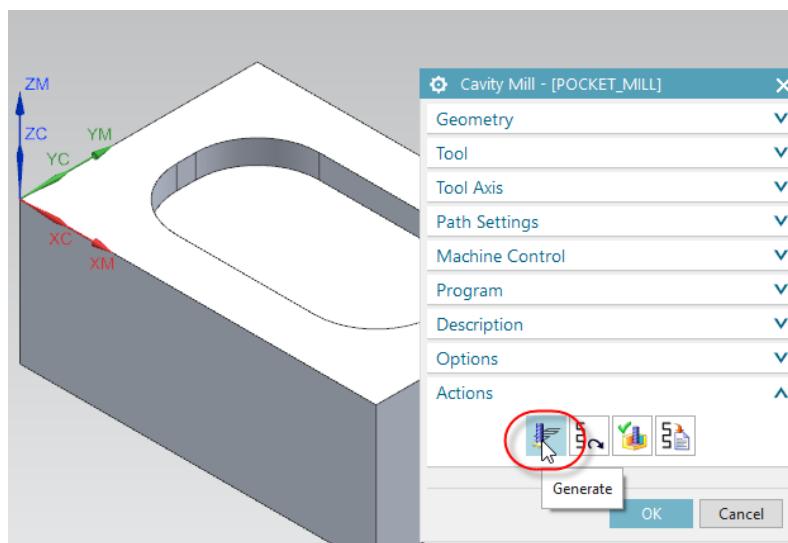 ZM
ZC
YM
YC
XC
XM
Cavity Mill - [POCKET_MILL]
Geometry
Tool
Tool Axis
Path Settings
Machine Control
Program
Description
Options
Actions
Generate
OK
Cancel